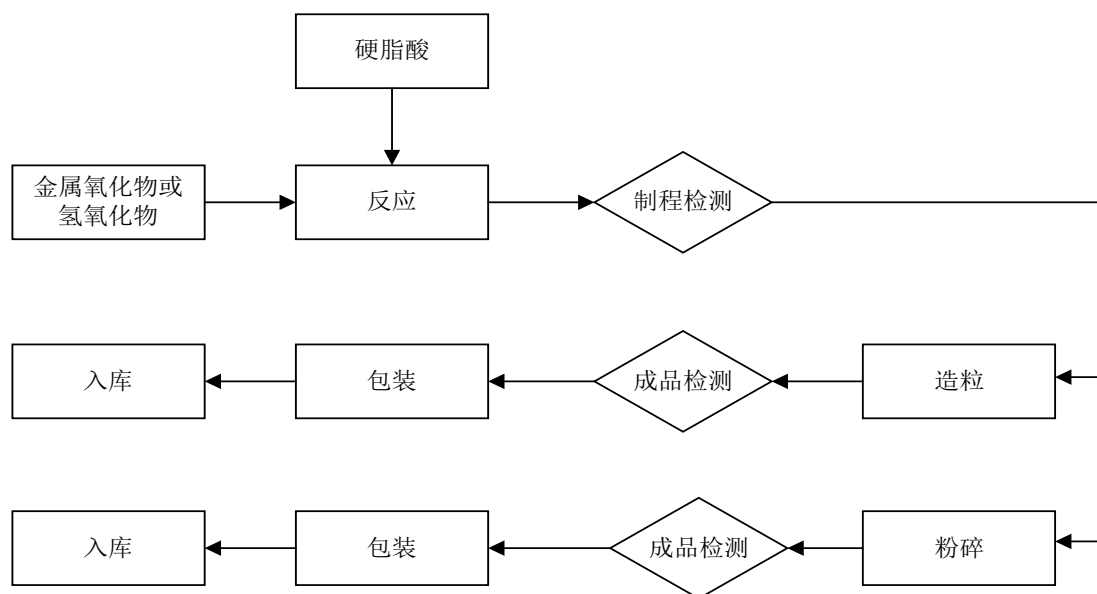 硬脂酸
金属氧化物或
氢氧化物
反应
制程检测
入库
包装
成品检测
造粒
入库
包装
成品检测
粉碎